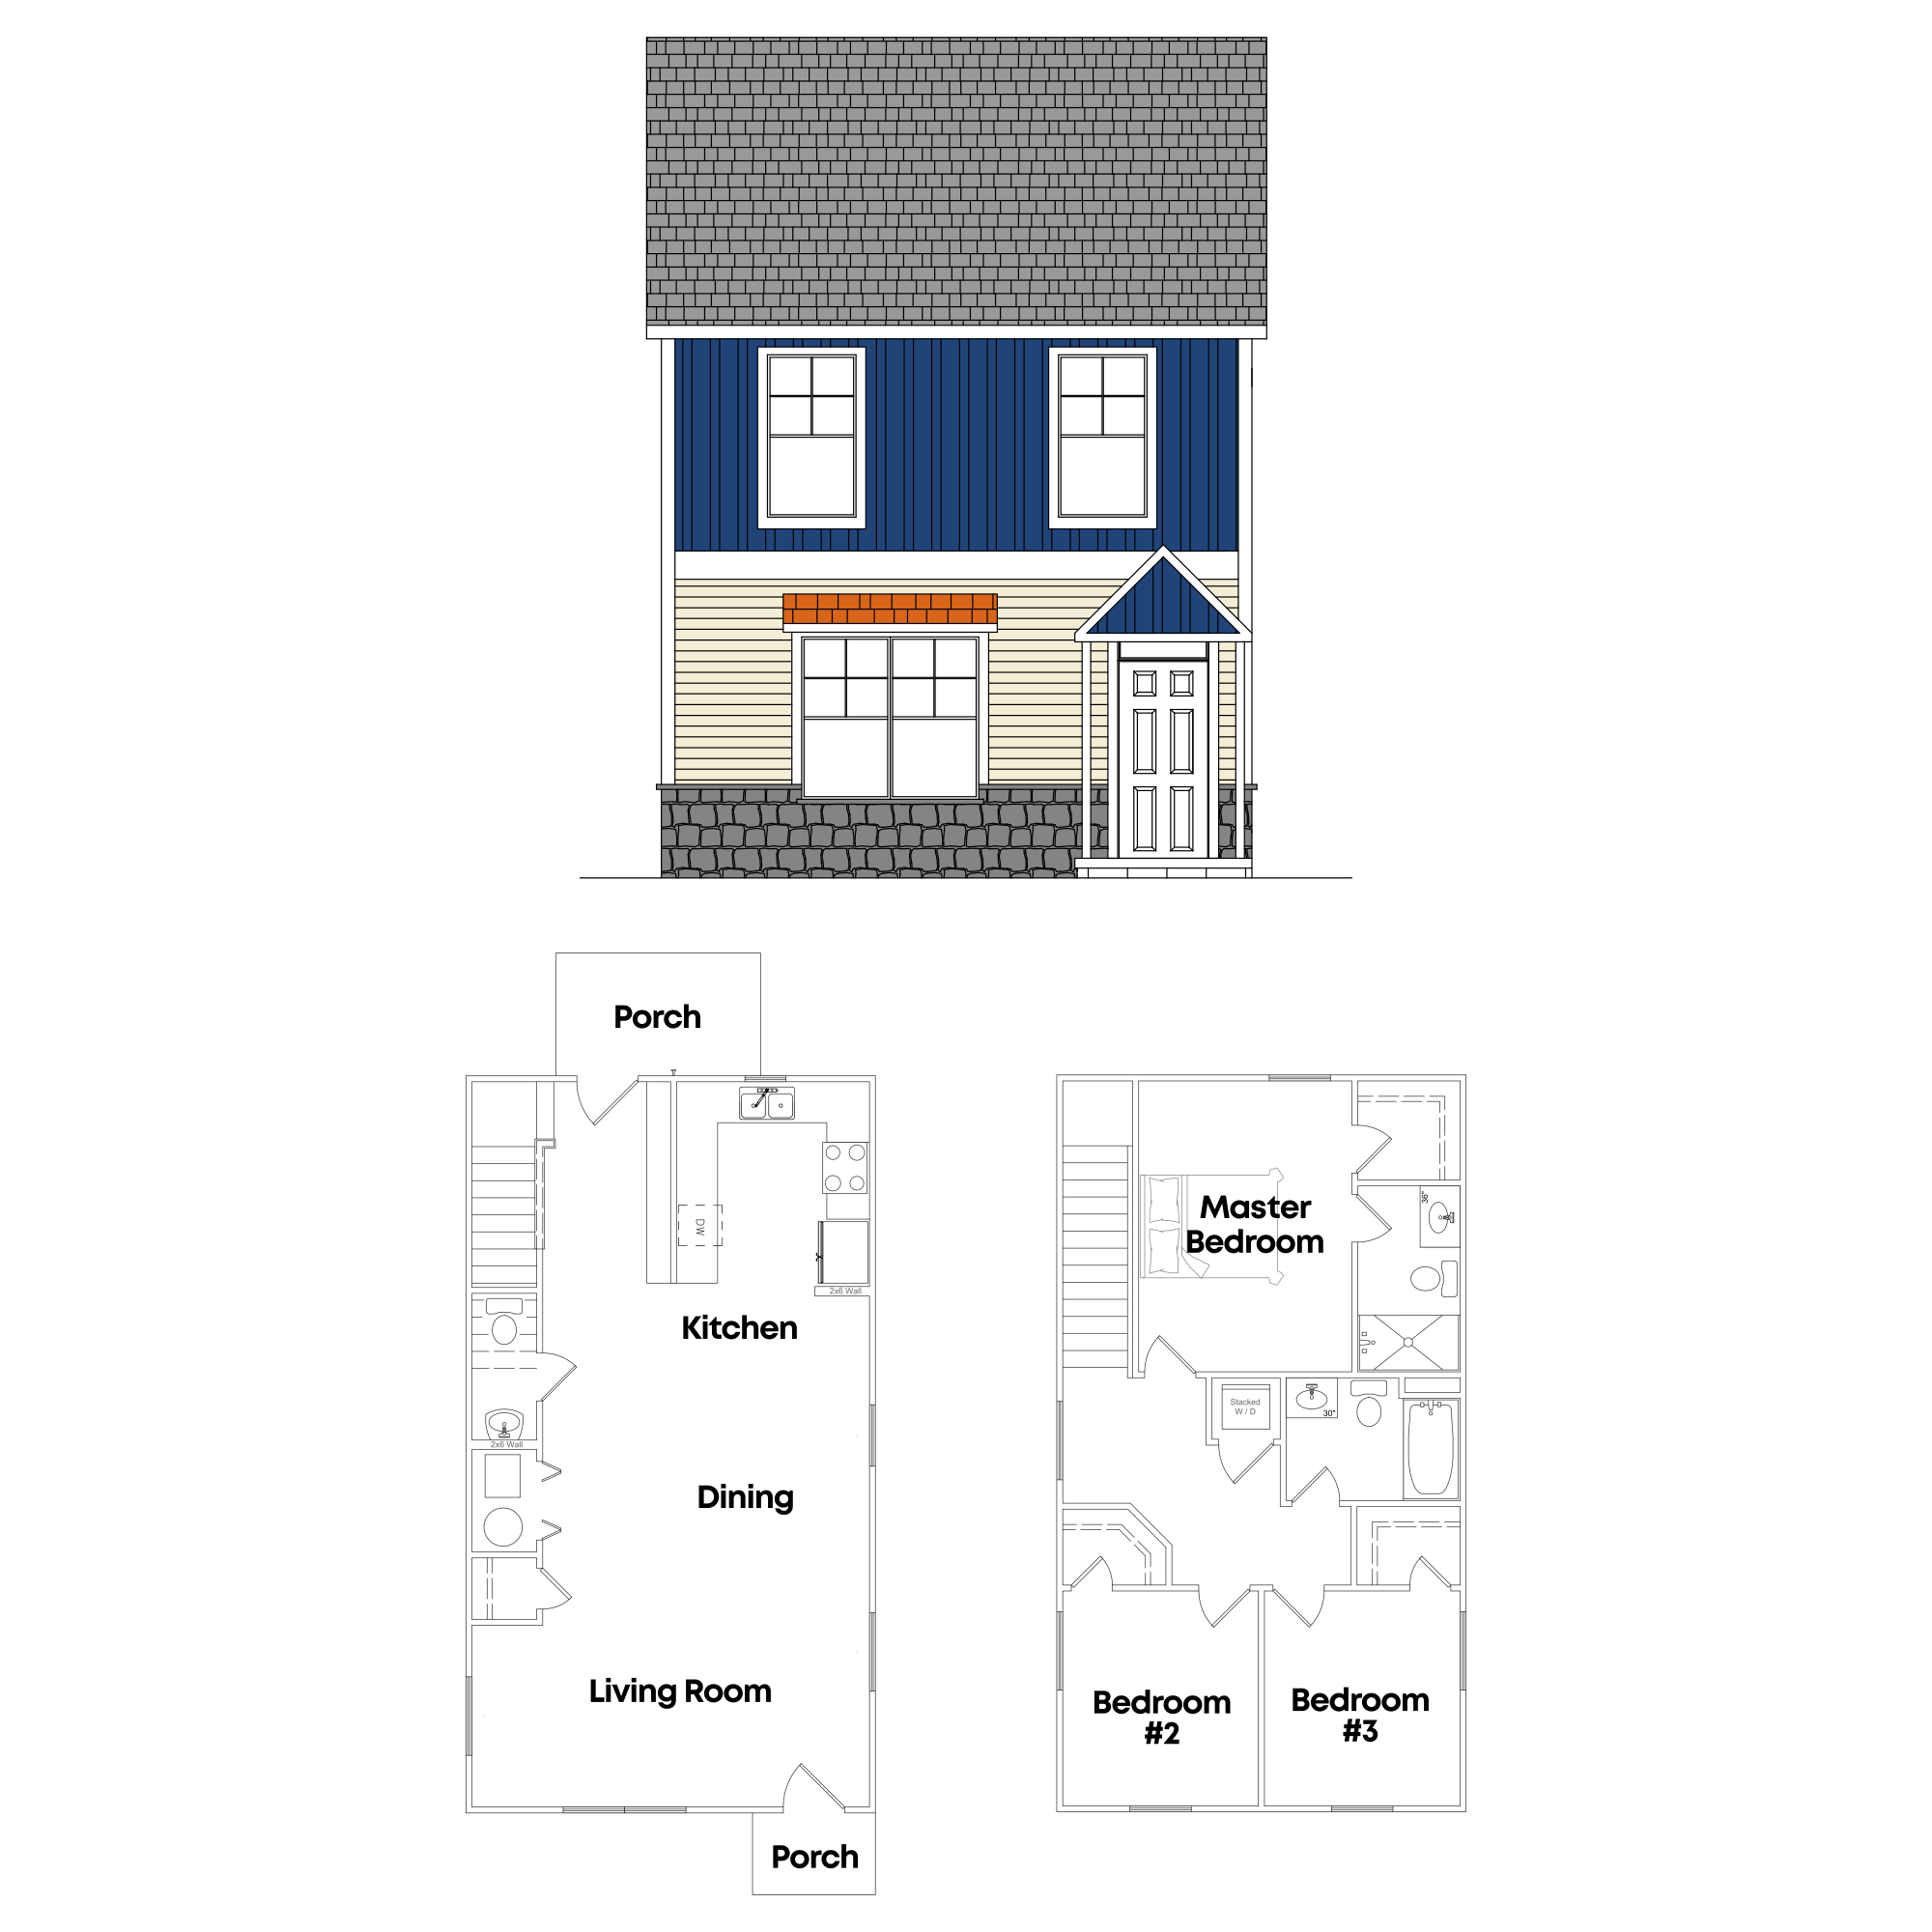 Porch
DW
2x6 Wall
Kitchen
2x6 Wall
Dining
Living Room
Porch
Master
Bedroom
36"
Stacked
W / D
30"
Bedroom
#2
Bedroom
#3